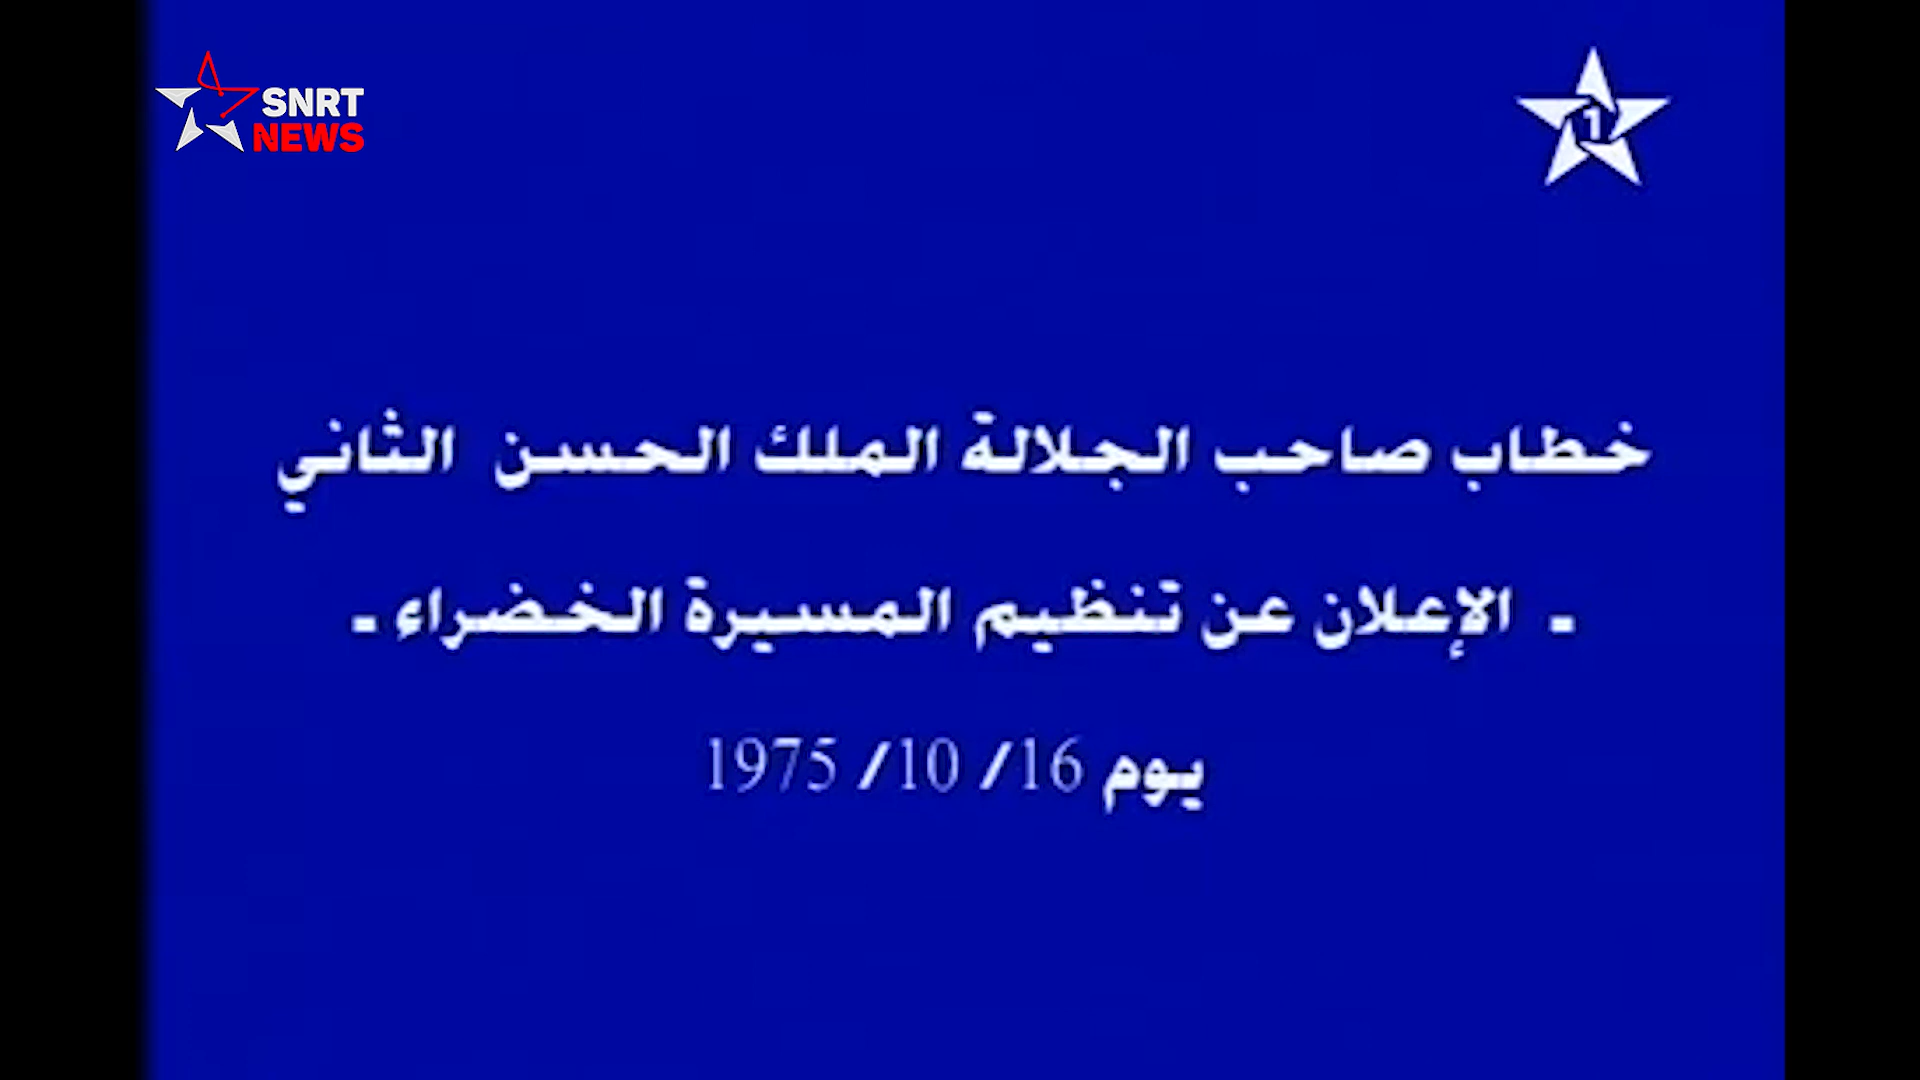 SNRT
NEWS
1
خطاب صاحب الجلالة الملك الحسن الثاني
- الإعلان عن تنظيم المسيرة الخضراء -
يوم 16/ 10/ 1975